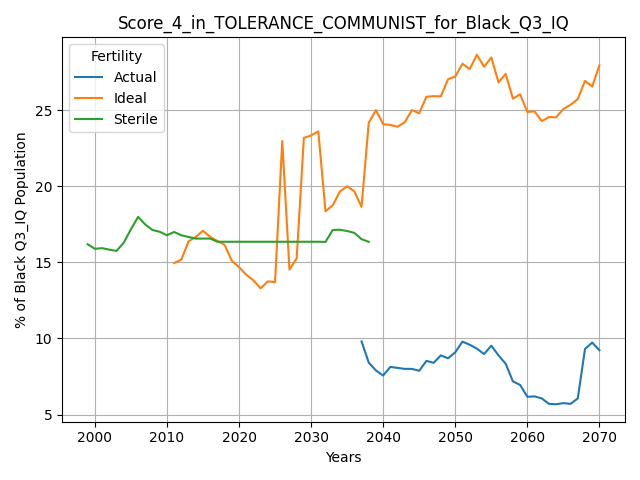 Score_4_in_TOLERANCE_COMMUNIST_for_Black_Q3_IQ
Fertility
Actual
Ideal
Sterile
% of Black Q3_IQ Population
25
20
15
10
5
2000 2010 2020 2030 2040 2050 2060 2070
Years